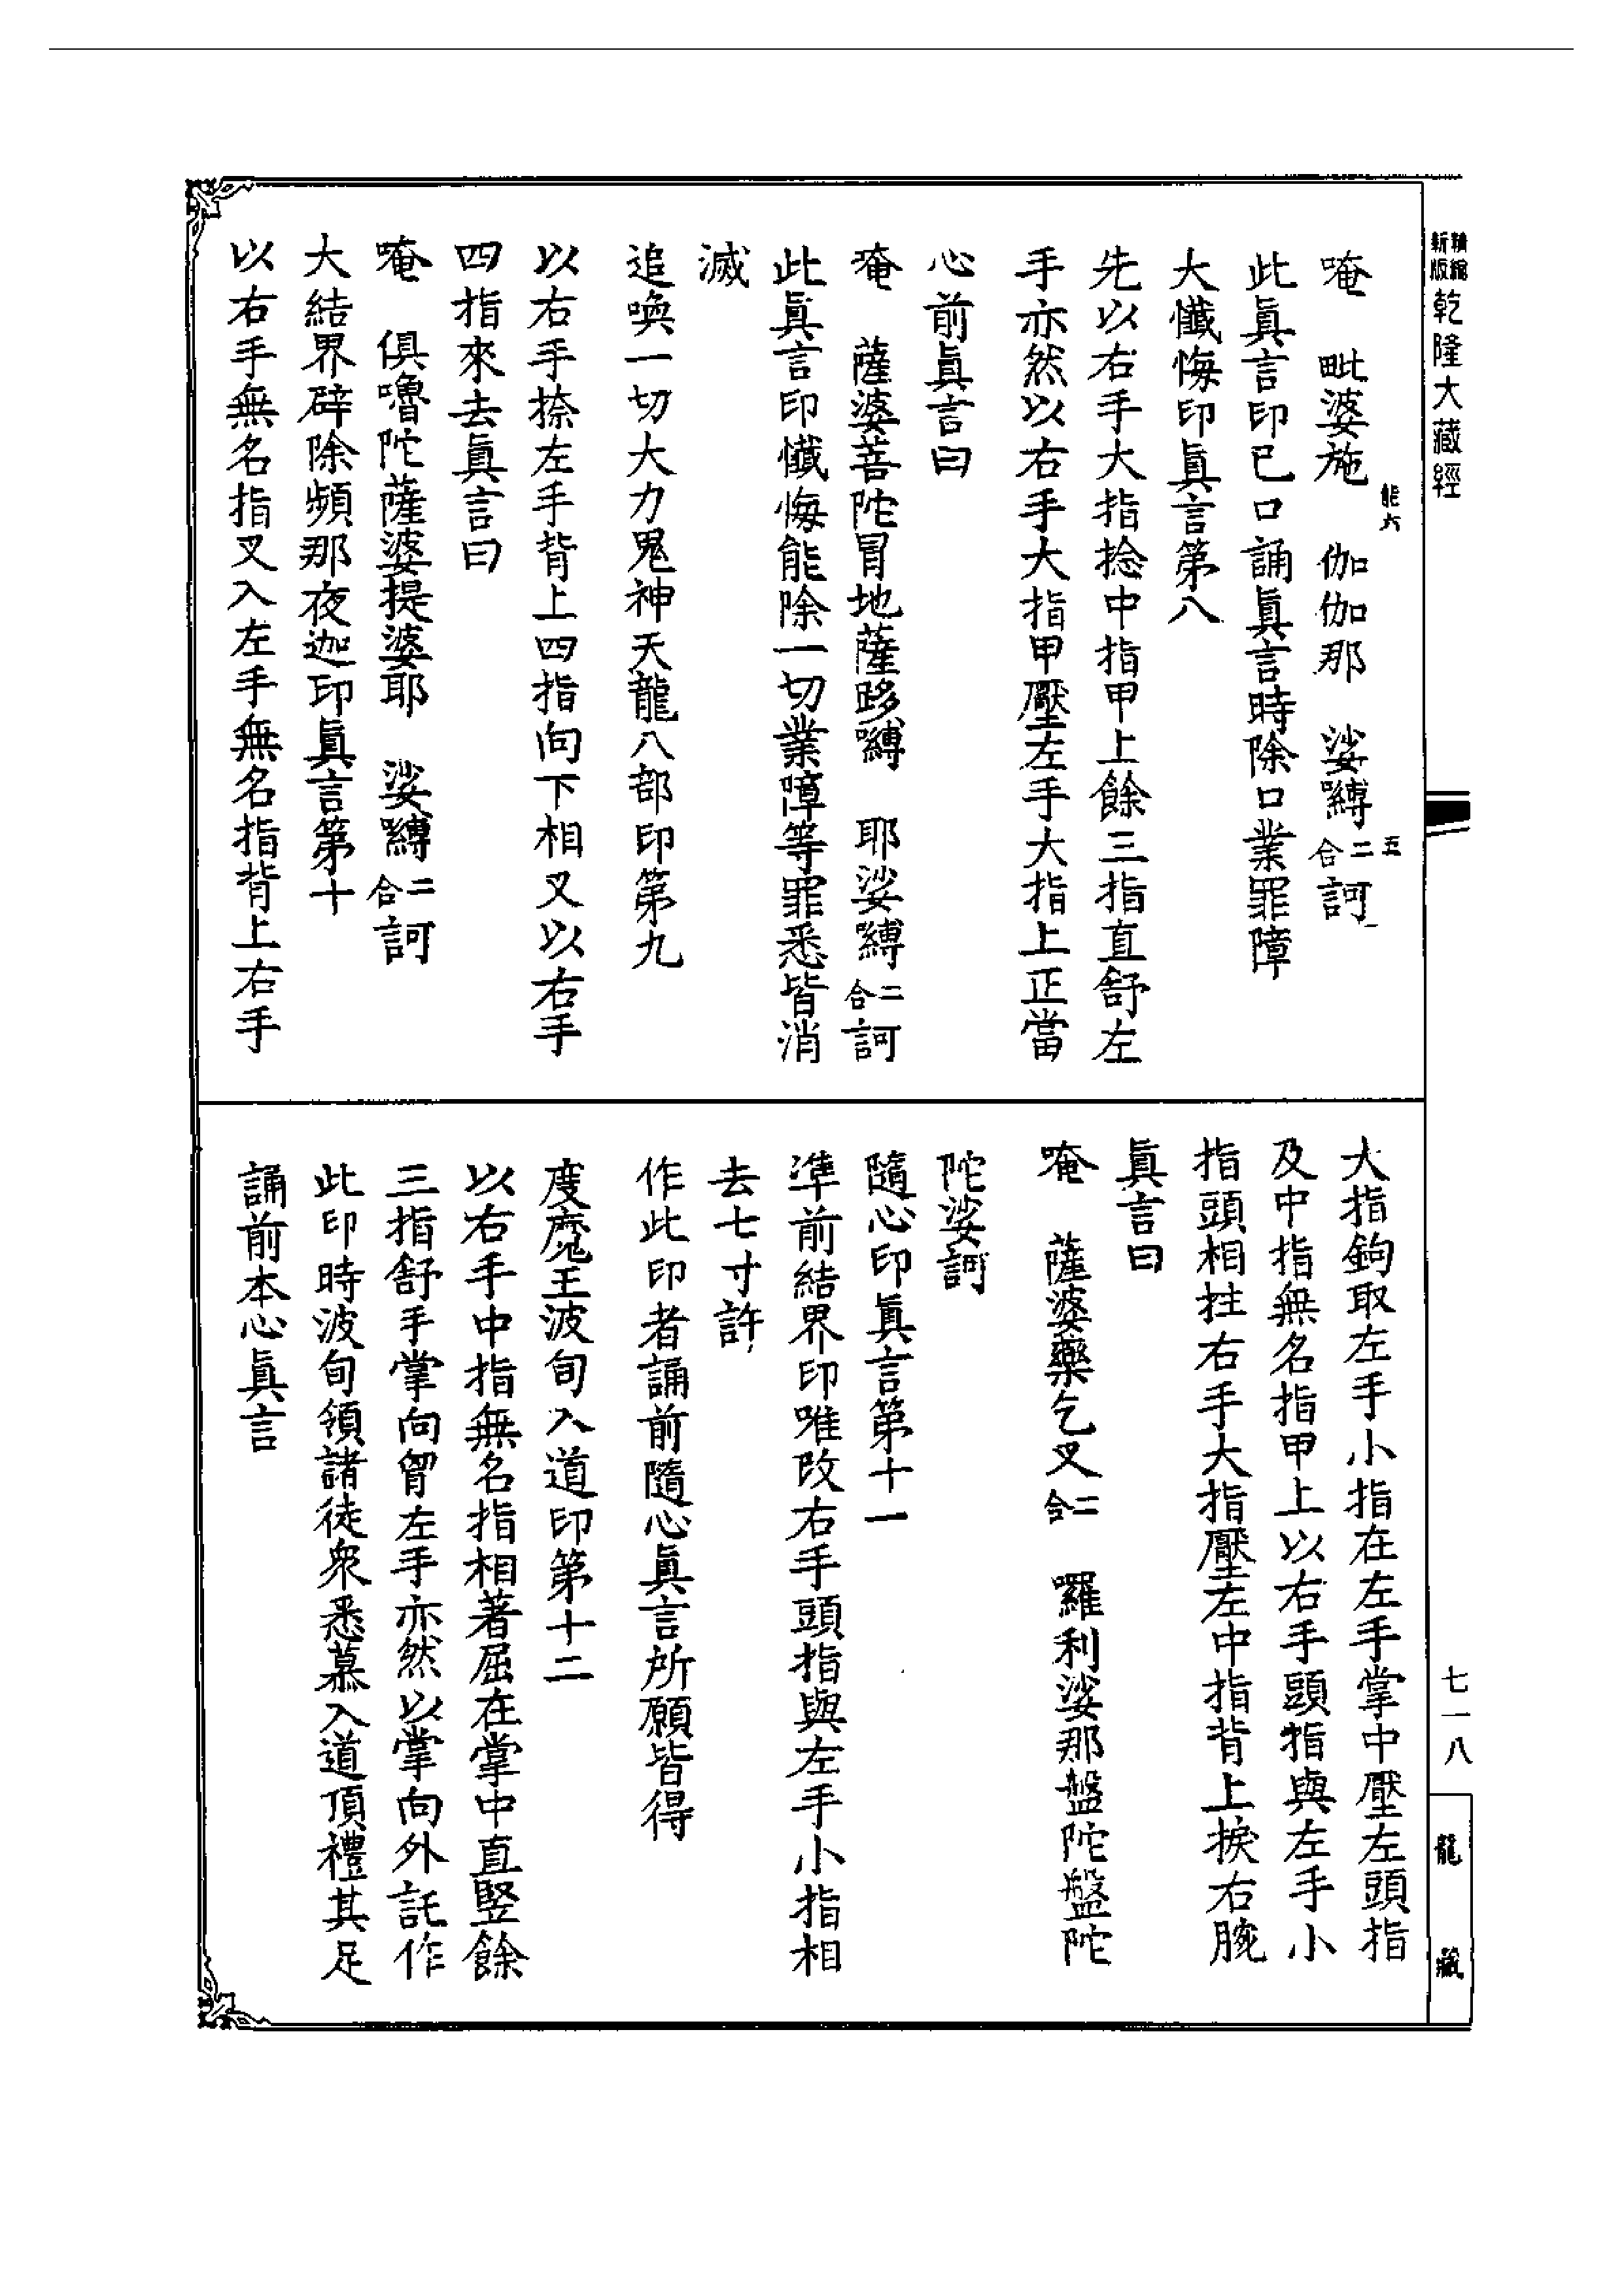 新版精縮 乾隆大藏經
能六 五
唵 毗婆施 伽伽那 娑嚩二合訶
此眞言印已口誦眞言時除口業罪障
大懺悔印眞言第八
先以右手大指捻中指甲上餘三指直舒左
手亦然以右手大指甲壓左手大指上正當
心前眞言曰
唵 薩婆菩陀冒地薩跢嚩 耶娑嚩二合訶
此眞言印懺悔能除一切業障等罪悉皆消
滅
追喚一切大力鬼神天龍八部印第九
以右手捺左手背上四指向下相叉以右手
四指來去眞言曰
唵 俱嚕陀薩婆提婆耶 娑嚩二合訶
大結界辟除頻那夜迦印眞言第十
以右手無名指叉入左手無名指背上右手
大指鉤取左手小指在左手掌中壓左頭指
及中指無名指甲上以右手頭指與左手小
指頭相拄右手大指壓左中指背上捩右腕
眞言曰
唵 薩婆藥乞叉二合 囉利娑那盤陀盤陀
陀娑訶
隨心印眞言第十一
準前結界印唯改右手頭指與左手小指相
去七寸許
作此印者誦前隨心眞言所願皆得
度魔王波旬入道印第十二
以右手中指無名指相著屈在掌中直豎餘
三指舒手掌向胷左手亦然以掌向外託作
此印時波旬領諸徒衆悉慕入道頂禮其足
誦前本心眞言
七一八
龍藏